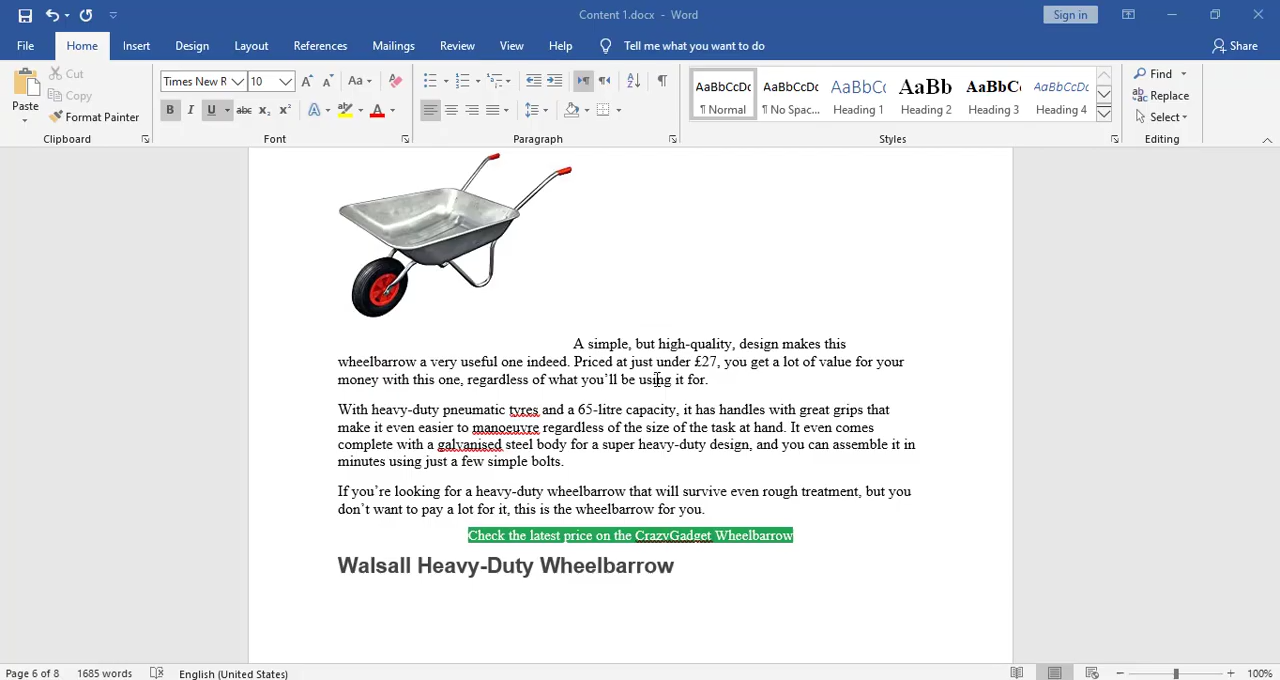 Content 1.docx - Word
Sign in
File Home Insert Design Layout References Mailings Review View Help Tell me what you want to do Share
Paste
Cut
Copy
Format Painter
Clipboard
Times New R 10
Aa
B I U abc X₂ X² A A
Font
Paragraph
AaBbCcDc AaBbCcDc AaBbC AaBb AaBbC AaBbCcDc
¶ Normal ¶ No Spac... Heading 1 Heading 2 Heading 3 Heading 4
Styles
Find
Replace
Select
Editing
A simple, but high-quality, design makes this
wheelbarrow a very useful one indeed. Priced at just under £27, you get a lot of value for your
money with this one, regardless of what you’ll be using it for.
With heavy-duty pneumatic tyres and a 65-litre capacity, it has handles with great grips that
make it even easier to manoeuvre regardless of the size of the task at hand. It even comes
complete with a galvanised steel body for a super heavy-duty design, and you can assemble it in
minutes using just a few simple bolts.
If you’re looking for a heavy-duty wheelbarrow that will survive even rough treatment, but you
don’t want to pay a lot for it, this is the wheelbarrow for you.
Check the latest price on the CrazyGadget Wheelbarrow
Walsall Heavy-Duty Wheelbarrow
Page 6 of 8 1685 words English (United States) 100%